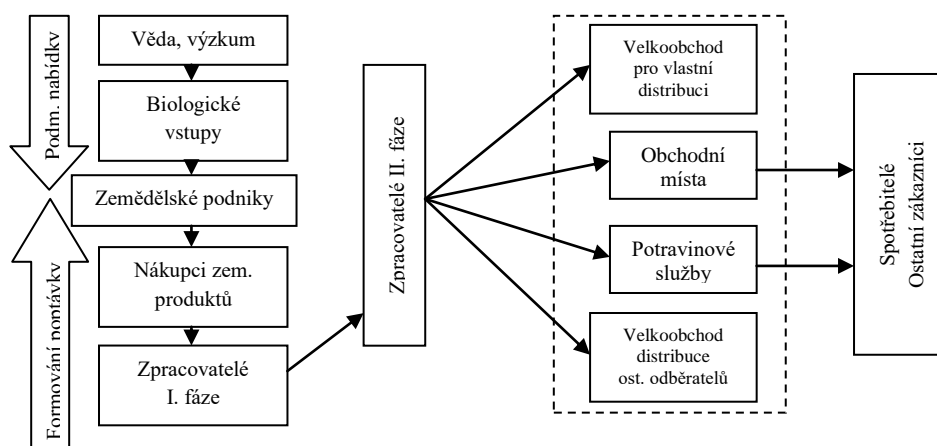 Podm. nabídky
Formování poptávky
Věda, výzkum
Biologické
vstupy
Zemědělské podniky
Nákupci zem.
produktů
Zpracovatelé
I. fáze
Zpracovatelé II. fáze
Velkoobchod
pro vlastní
distribuci
Obchodní
místa
Potravinové
služby
Velkoobchod
distribuce
ost. odběratelů
Spotřebitelé
Ostatní zákazníci